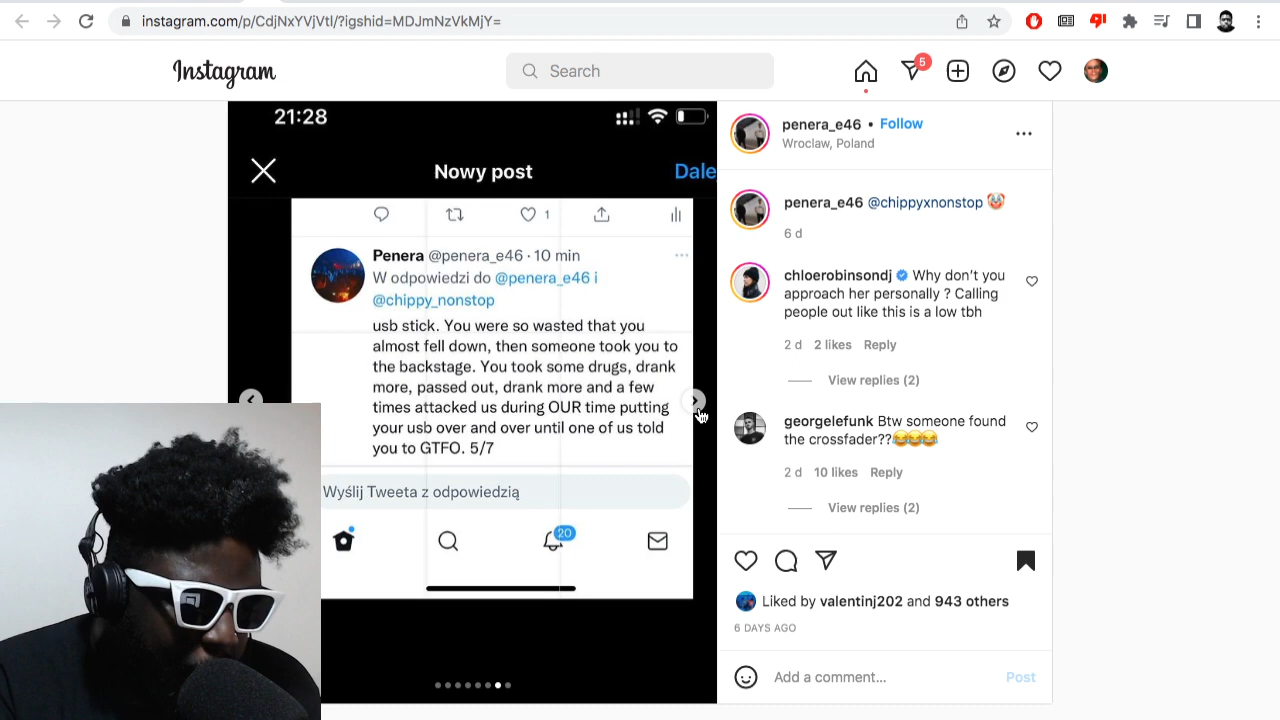 instagram.com/p/CdjNxYVjVtI/?igshid=MDJmNzVkMjY=
Instagram
Search
5
21:28
Nowy post
Dale
1
Penera @penera_e46 · 10 min
W odpowiedzi do @penera_e46 i
@chippy_nonstop
usb stick. You were so wasted that you
almost fell down, then someone took you to
the backstage. You took some drugs, drank
more, passed out, drank more and a few
times attacked us during OUR time putting
your usb over and over until one of us told
you to GTFO. 5/7
Wyślij Tweeta z odpowiedzią
20
penera_e46 • Follow
Wroclaw, Poland
penera_e46 @chippyxnonstop 🤡
6 d
chloerobinsondj Why don't you
approach her personally ? Calling
people out like this is a low tbh
2 d 2 likes Reply
View replies (2)
georgelefunk Btw someone found
the crossfader??😂😂😂
2 d 10 likes Reply
View replies (2)
Liked by valentinj202 and 943 others
6 DAYS AGO
Add a comment...
Post